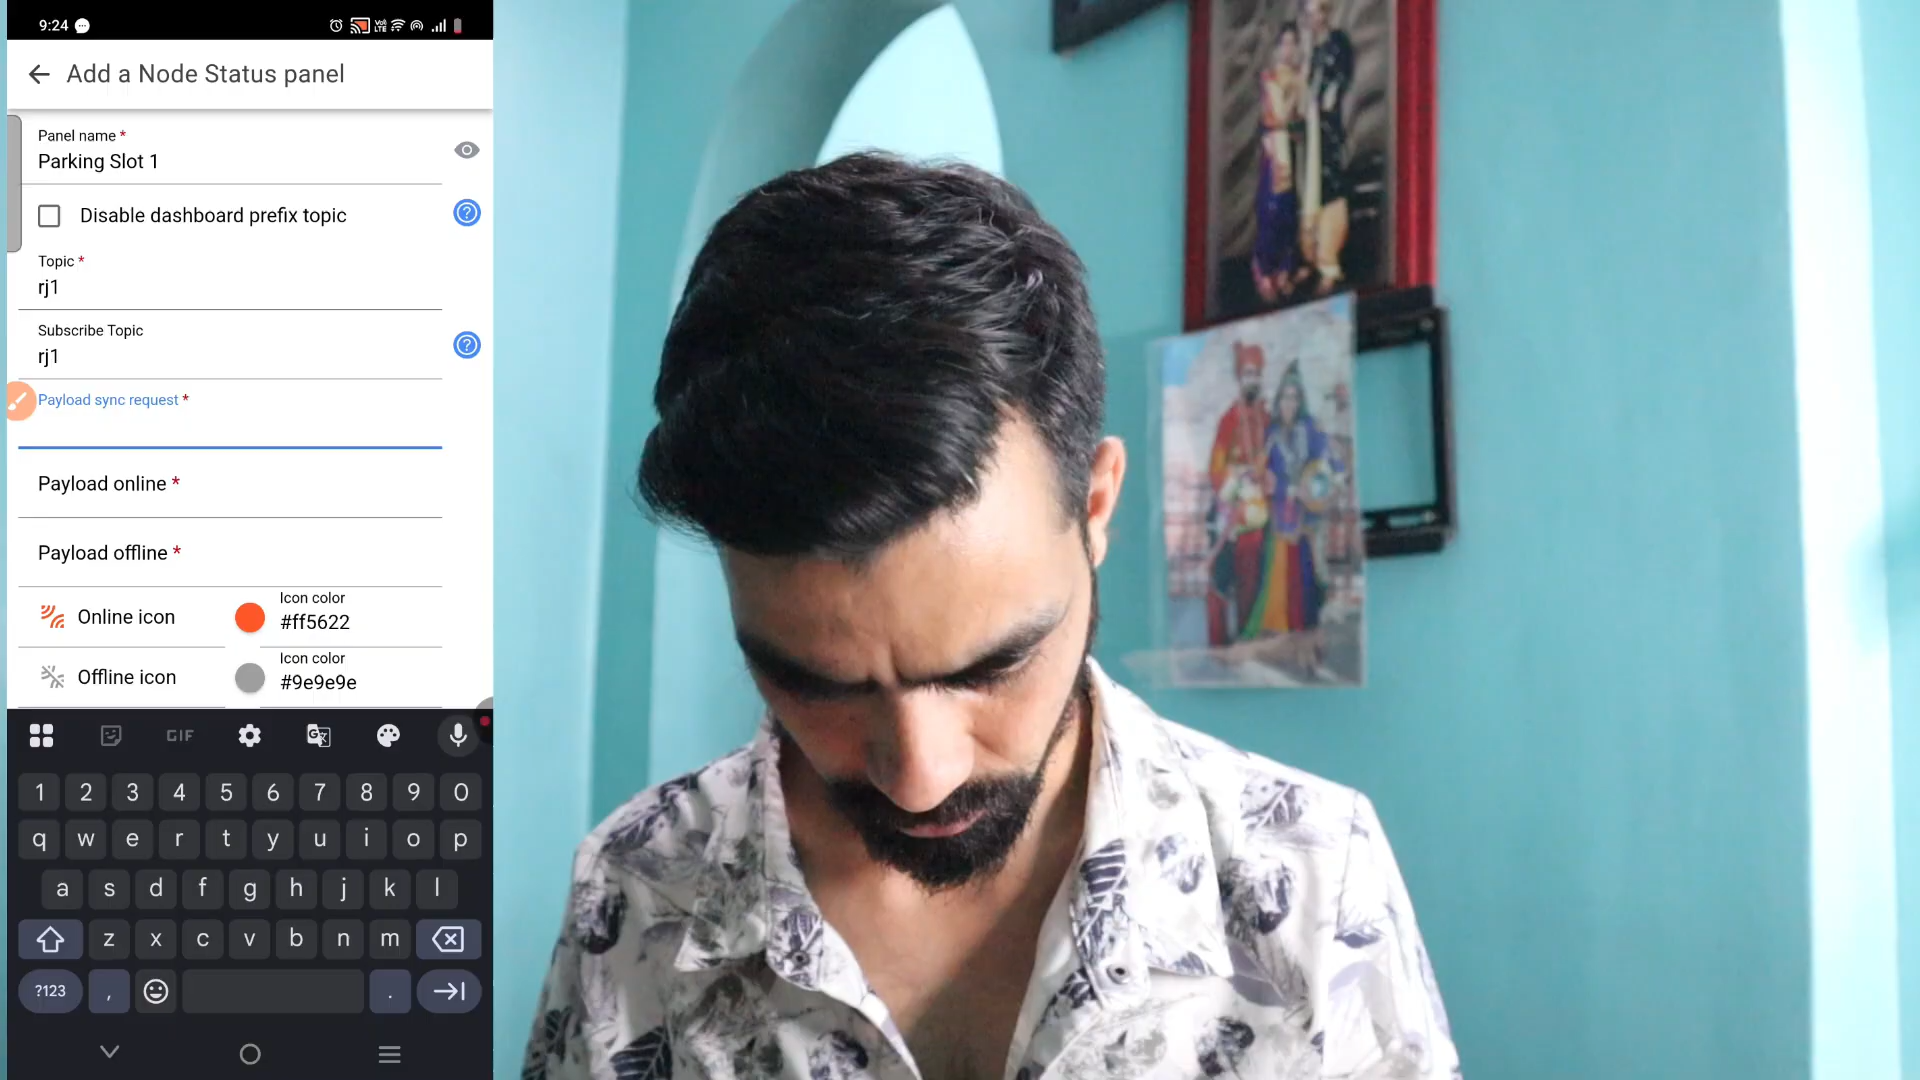 9:24
Vo)
LTE
Add a Node Status panel
Panel name *
Parking Slot 1
Disable dashboard prefix topic
?
Topic *
rj1
Subscribe Topic
rj1
?
Payload sync request *
Payload online *
Payload offline *
Online icon
Icon color
#ff5622
Offline icon
Icon color
#9e9e9e
GIF
G
1 2 3 4 5 6 7 8 9 0
q w e r t y u i o p
a s d f g h j k l
z x c v b n m
?123 , .